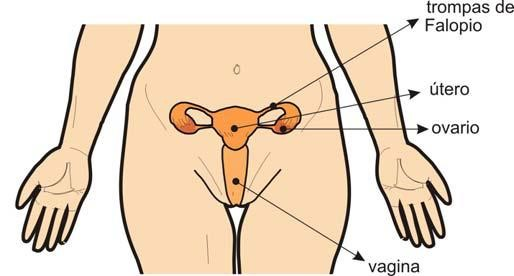 trompas de
Falopio
útero
ovario
vagina